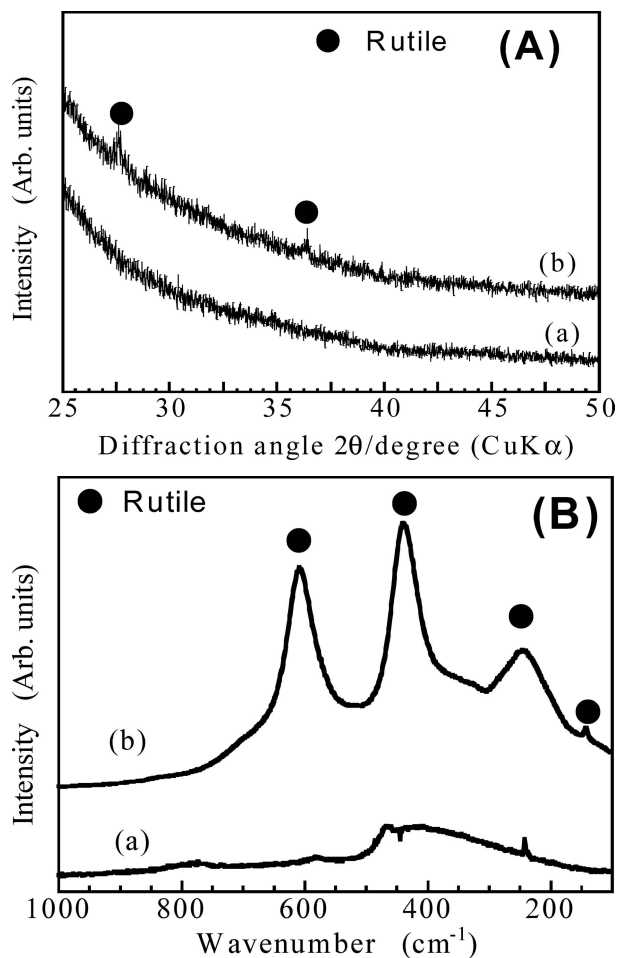 ● Rutile (A)
Intensity (Arb. units)
(b)
(a)
25 30 35 40 45 50
Diffraction angle 2θ/degree (CuKα)
● Rutile (B)
Intensity (Arb. units)
(b)
(a)
1000 800 600 400 200
Wavenumber (cm⁻¹)